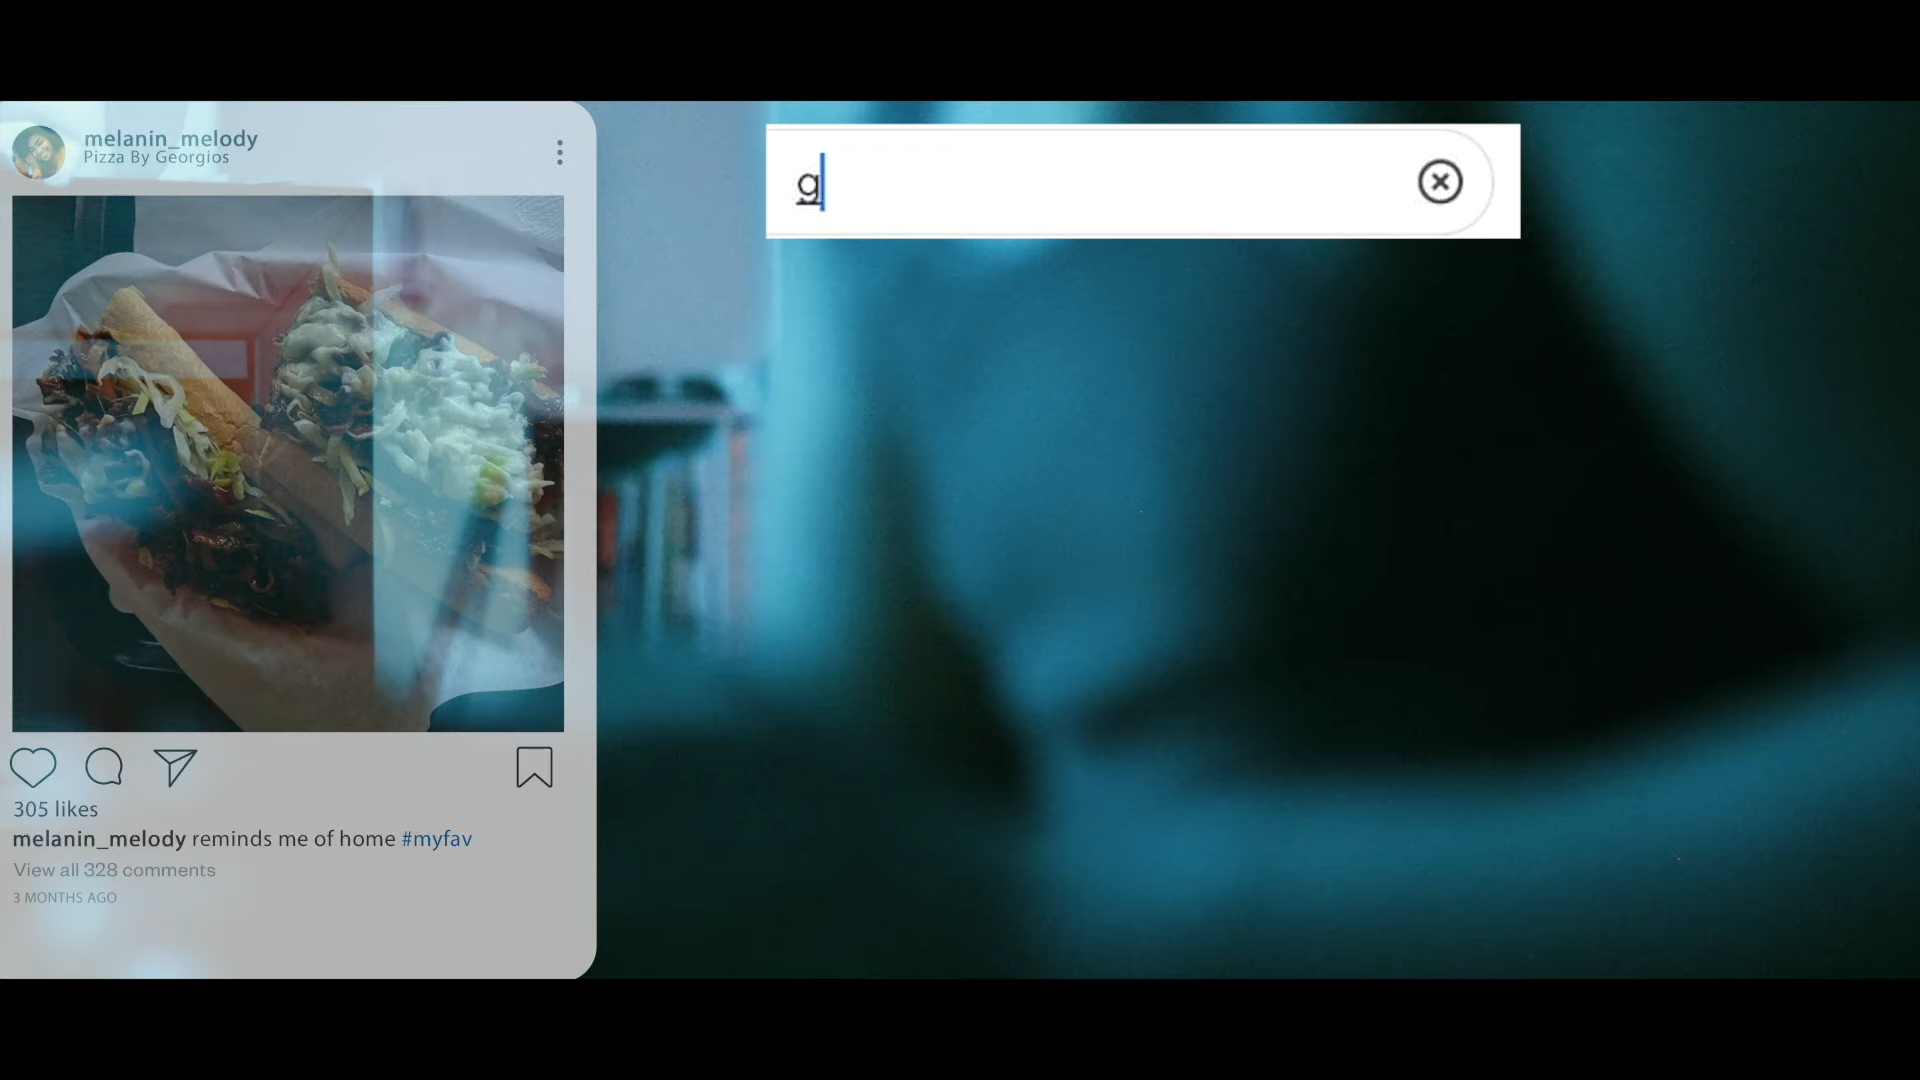 melanin_melody
Pizza By Georgios
g
305 likes
melanin_melody reminds me of home #myfav
View all 328 comments
3 MONTHS AGO